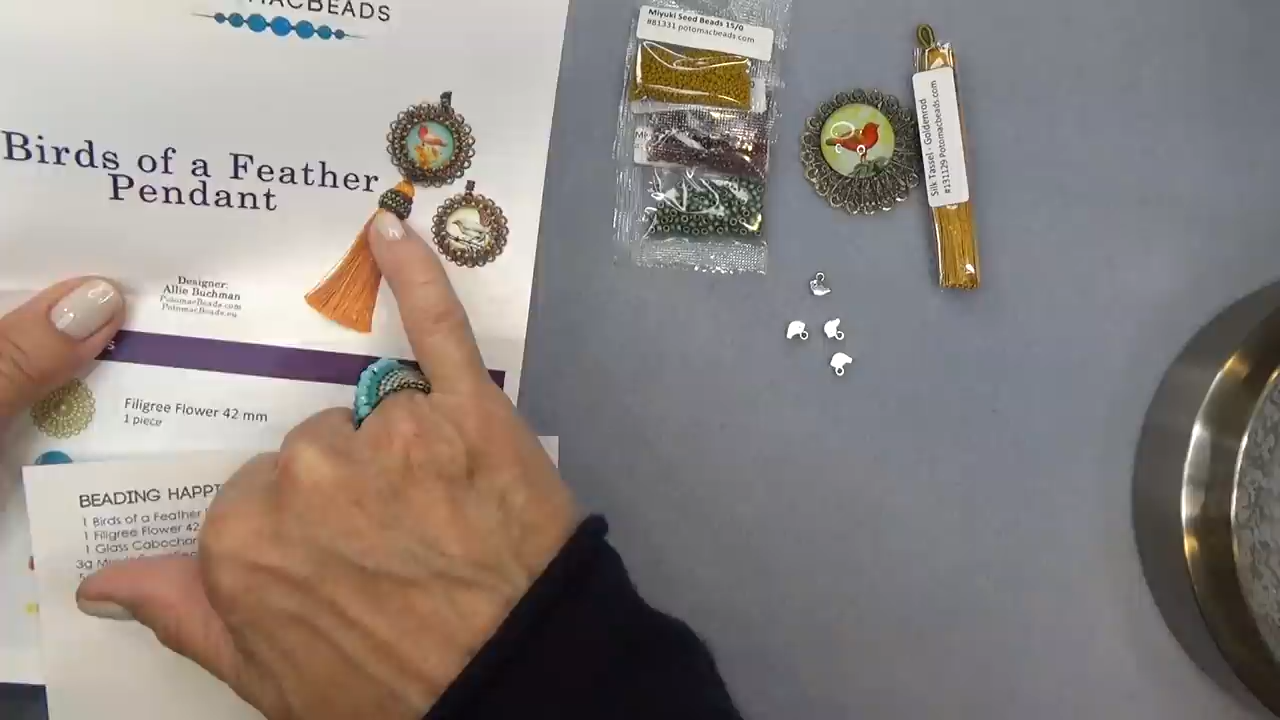 MACBEADS
Birds of a Feather
Pendant
Designer:
Allie Buchman
PotomacBeads.com
PotomacBeads.eu
Filigree Flower 42 mm
1 piece
BEADING HAPP
1 Birds of a Feather
1 Filigree Flower 42
1 Glass Cabochon
3g
Miyuki Seed Beads 15/0
#81331 potomacbeads.com
Silk Tassel - Goldenrod
#131129 Potomacbeads.com